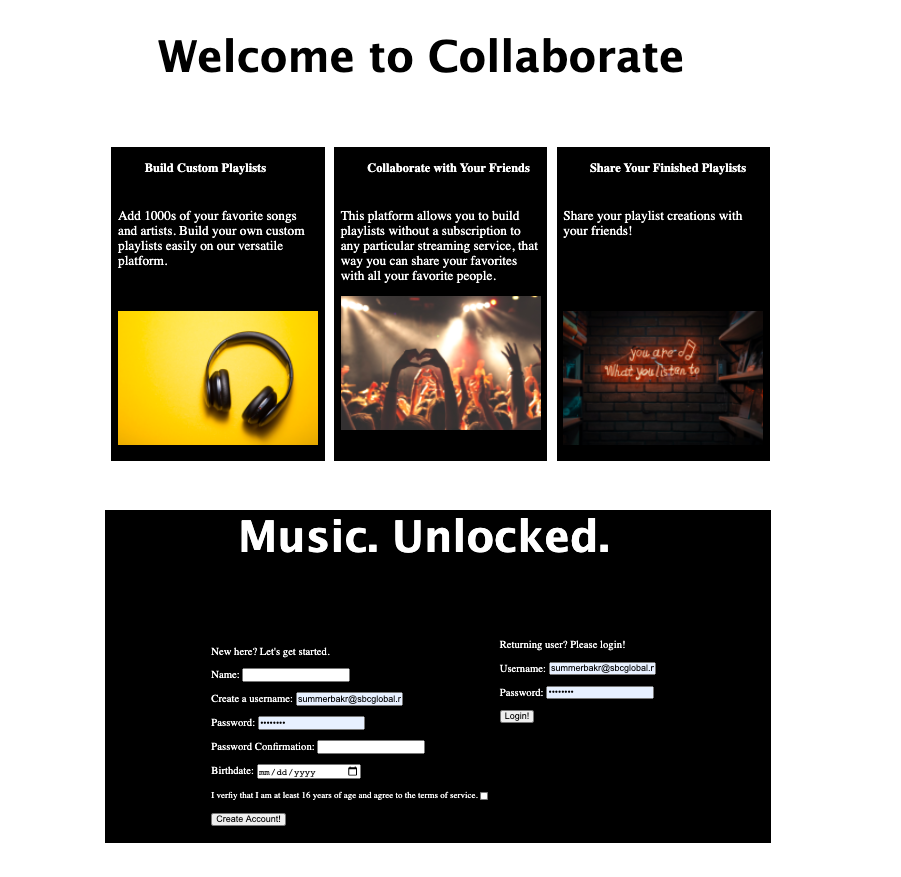 Welcome to Collaborate
Build Custom Playlists
Add 1000s of your favorite songs
and artists. Build your own custom
playlists easily on our versatile
platform.
Collaborate with Your Friends
This platform allows you to build
playlists without a subscription to
any particular streaming service, that
way you can share your favorites
with all your favorite people.
Share Your Finished Playlists
Share your playlist creations with
your friends!
you are
What you listen to
Music. Unlocked.
New here? Let's get started.
Name:
Create a username: summerbakr@sbcglobal.r
Password: ••••••••
Password Confirmation:
Birthdate: mm/dd/yyyy
I verfiy that I am at least 16 years of age and agree to the terms of service.
Create Account!
Returning user? Please login!
Username: summerbakr@sbcglobal.r
Password: ••••••••
Login!